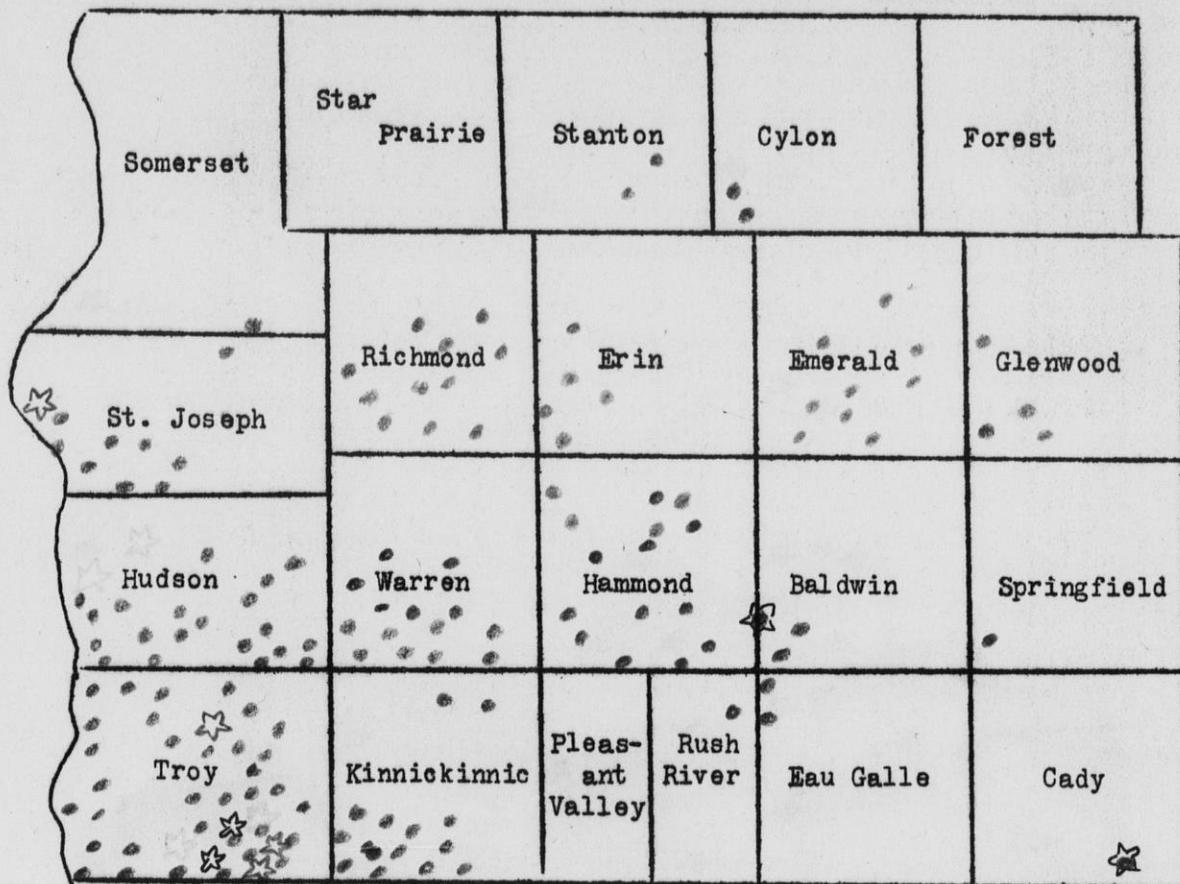 Star
Prairie
Stanton
Cylon
Forest
Somerset
Richmond
Erin
Emerald
Glenwood
St. Joseph
Hudson
Warren
Hammond
Baldwin
Springfield
Troy
Kinnickinnic
Pleas-
ant
Valley
Rush
River
Eau Galle
Cady